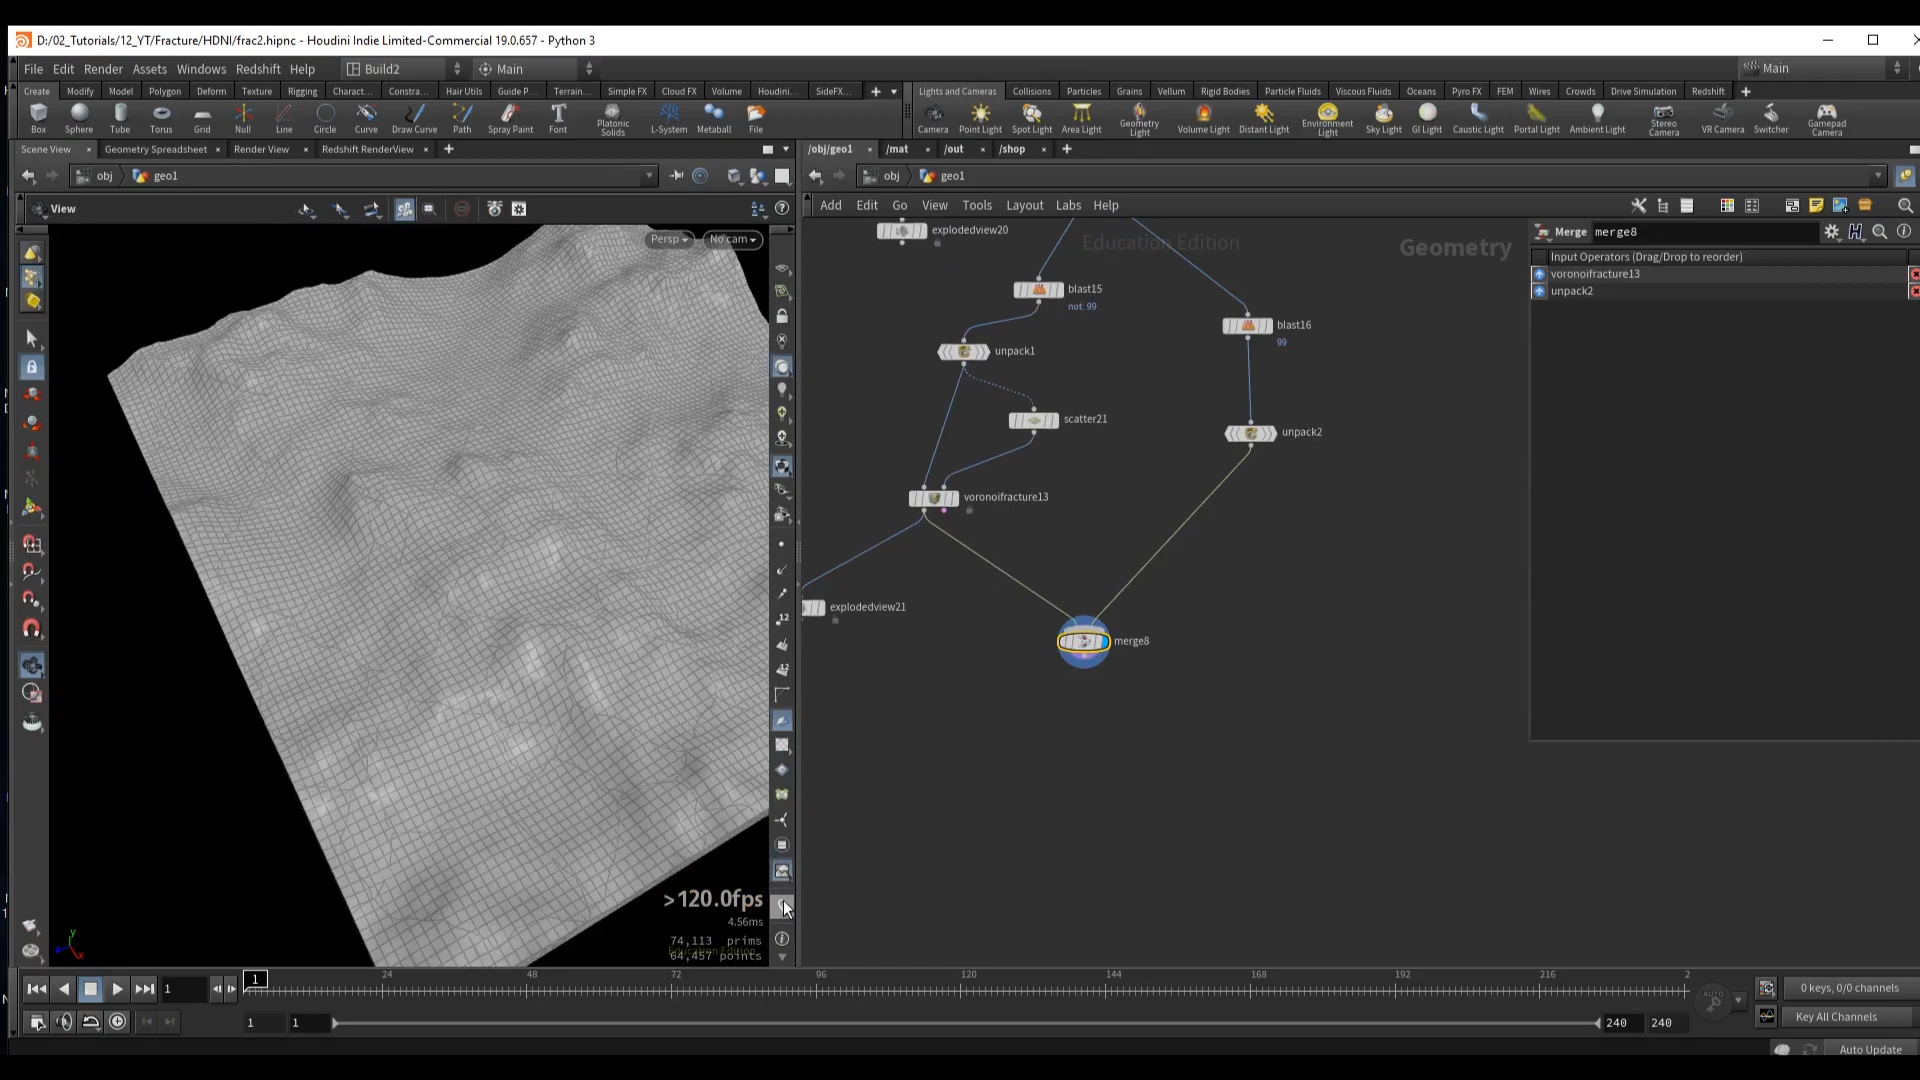 D:/02_Tutorials/12_YT/Fracture/HDNI/frac2.hipnc - Houdini Indie Limited-Commercial 19.0.657 - Python 3
File Edit Render Assets Windows Redshift Help Build2 Main Main
Create Modify Model Polygon Deform Texture Rigging Charact... Constra... Hair Utils Guide P... Terrain... Simple FX Cloud FX Volume Houdini... SideFX...
Lights and Cameras Collisions Particles Grains Vellum Rigid Bodies Particle Fluids Viscous Fluids Oceans Pyro FX FEM Wires Crowds Drive Simulation Redshift
Box Sphere Tube Torus Grid Null Line Circle Curve Draw Curve Path Spray Paint Font Platonic Solids L-System Metaball File
Camera Point Light Spot Light Area Light Geometry Light Volume Light Distant Light Environment Light Sky Light GI Light Caustic Light Portal Light Ambient Light Stereo Camera VR Camera Switcher Gamepad Camera
Scene View Geometry Spreadsheet Render View Redshift RenderView
/obj/geo1 /mat /out /shop
obj geo1
obj geo1
View
Add Edit Go View Tools Layout Labs Help
Persp No cam
explodedview20
Education Edition
Geometry
Merge merge8
Input Operators (Drag/Drop to reorder)
voronoifracture13
unpack2
blast15
not: 99
blast16
99
unpack1
scatter21
unpack2
voronoifracture13
explodedview21
merge8
>120.0fps
4.56ms
74,113 prims
Education Edition
64,457 points
1 1 24 48 72 96 120 144 168 192 216 2
0 keys, 0/0 channels
1 1 240 240
Key All Channels
Auto Update